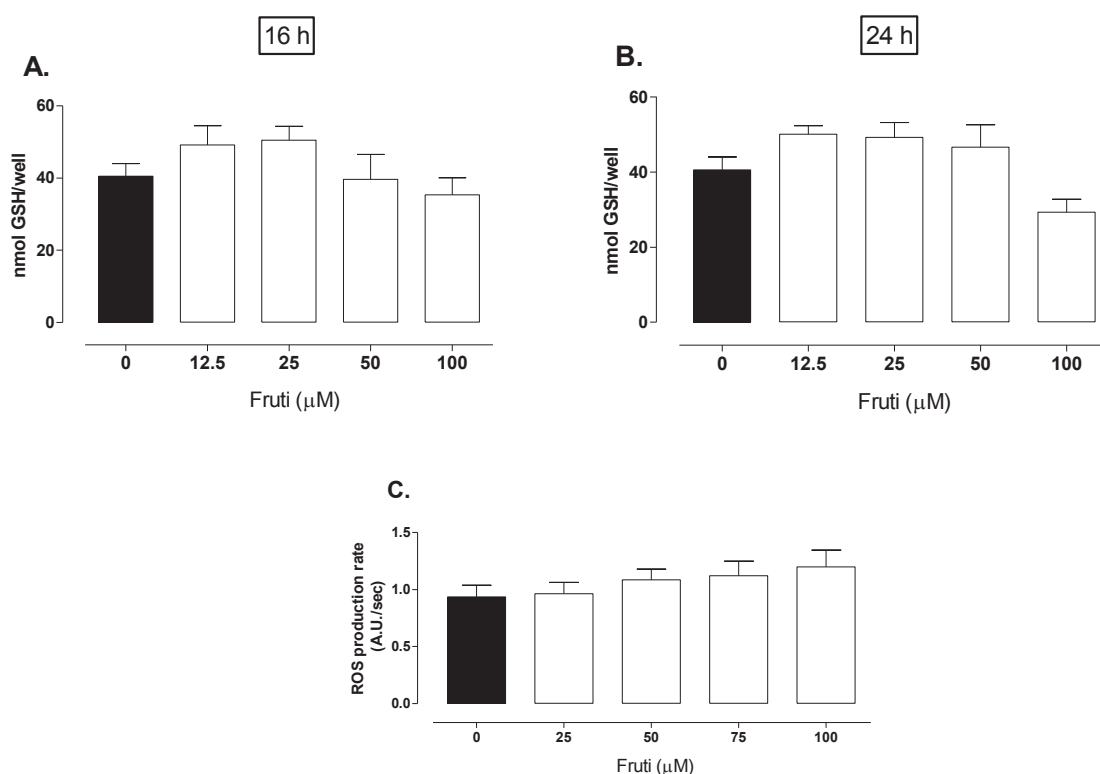 16 h
24 h
A.
60
40
20
0
nmol GSH/well
0 12.5 25 50 100
Fruti (μM)
B.
60
40
20
0
nmol GSH/well
0 12.5 25 50 100
Fruti (μM)
C.
1.5
1.0
0.5
0.0
ROS production rate
(A.U./sec)
0 25 50 75 100
Fruti (μM)